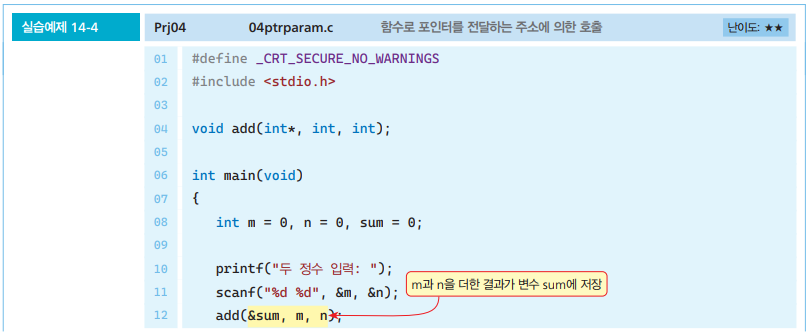 실습예제 14-4 Prj04 04ptrparam.c 함수로 포인터를 전달하는 주소에 의한 호출 난이도: ★★
01 #define _CRT_SECURE_NO_WARNINGS
02 #include <stdio.h>
03
04 void add(int*, int, int);
05
06 int main(void)
07 {
08 int m = 0, n = 0, sum = 0;
09
10 printf("두 정수 입력: ");
11 scanf("%d %d", &m, &n);
m과 n을 더한 결과가 변수 sum에 저장
12 add(&sum, m, n);